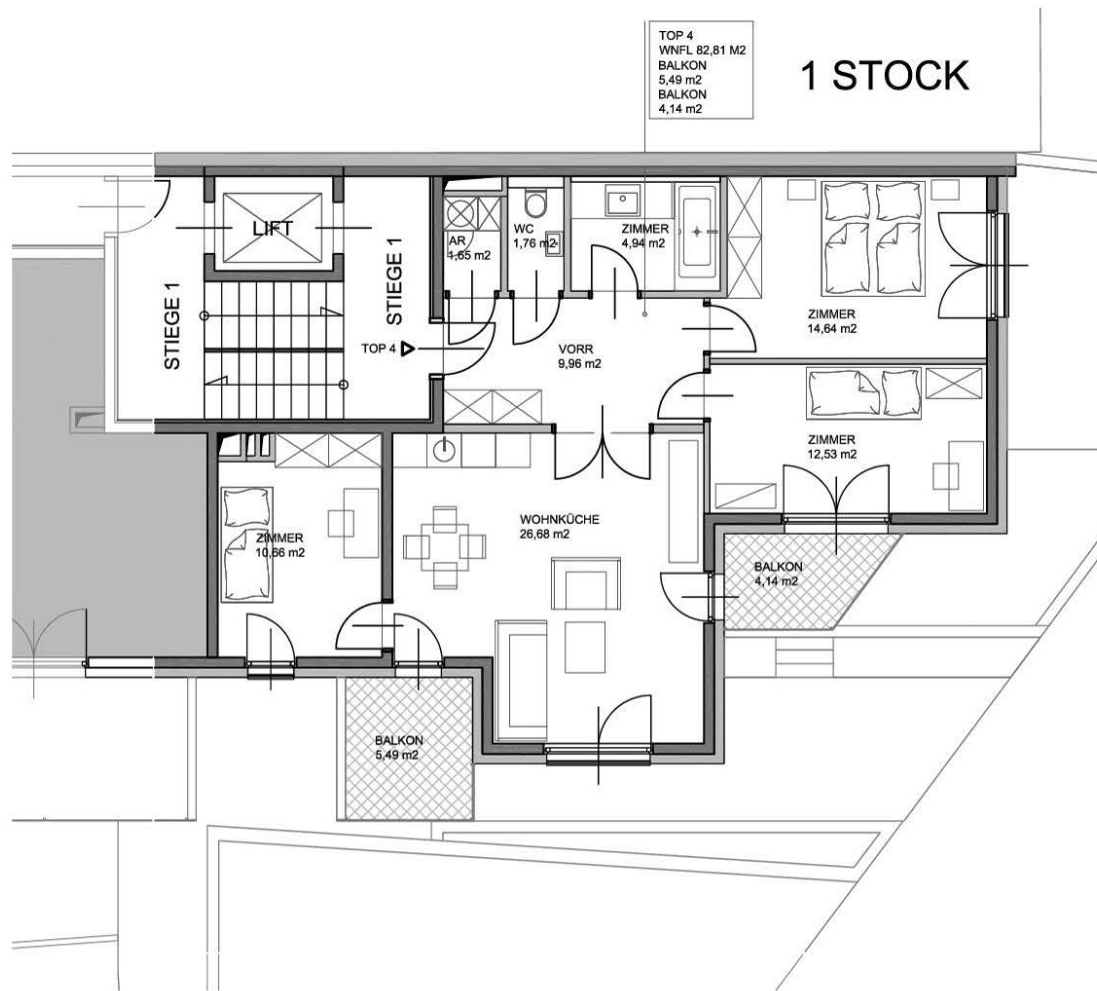 TOP 4
WNFL 82,81 M2
BALKON
5,49 m2
BALKON
4,14 m2
1 STOCK
LIFT
STIEGE 1
STIEGE 1
AR
1,65 m2
WC
1,76 m2
ZIMMER
4,94 m2
ZIMMER
14,64 m2
TOP 4
VORR
9,96 m2
ZIMMER
12,53 m2
WOHNKÜCHE
26,68 m2
ZIMMER
10,66 m2
BALKON
4,14 m2
BALKON
5,49 m2